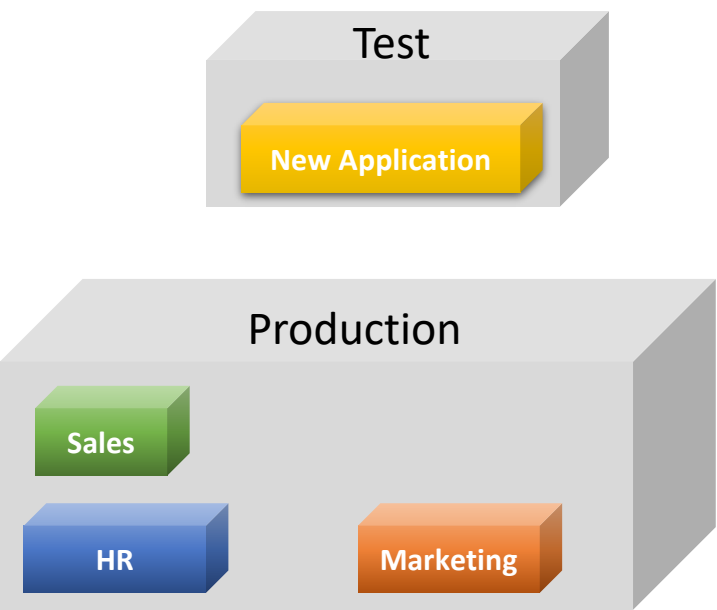 Test
New Application
Production
Sales
HR
Marketing